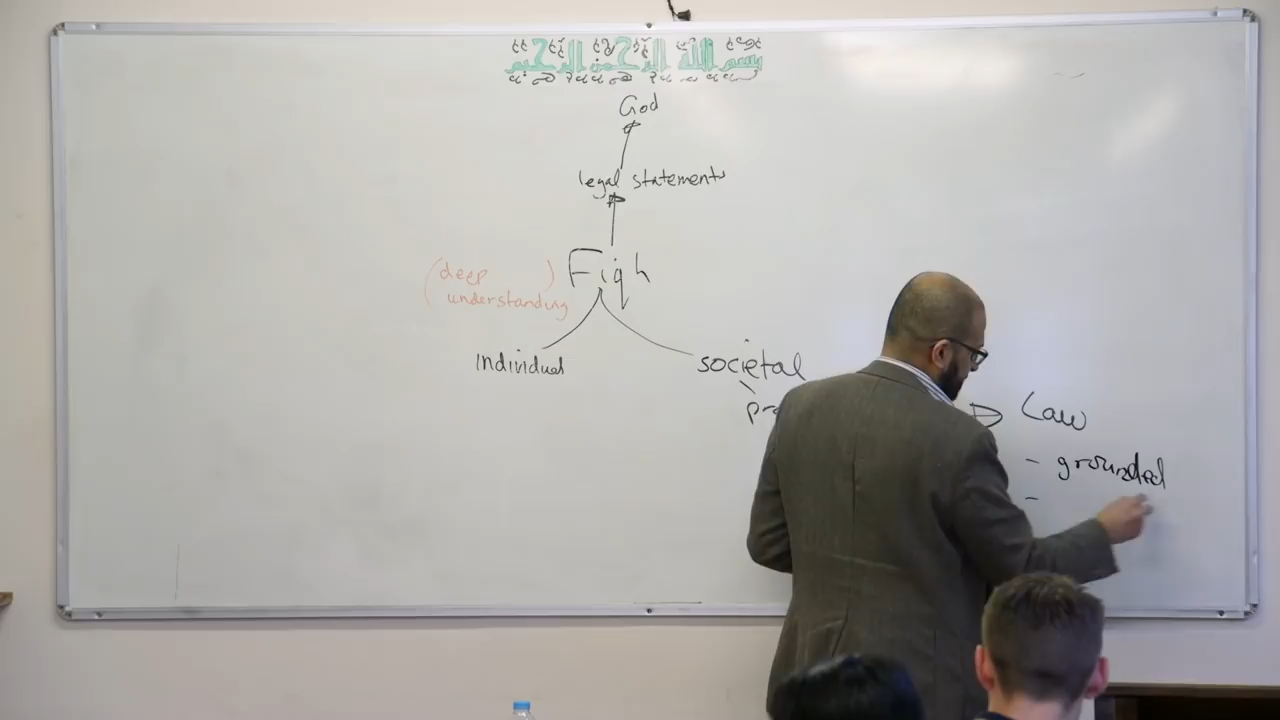 بسم الله الرحمن الرحيم
God
legal statements
(deep understanding)
Fiqh
Individual
societal
Law
- grounded
-